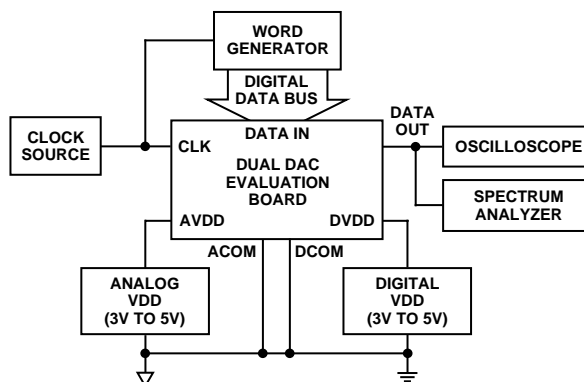 WORD
GENERATOR
DIGITAL
DATA BUS
DATA
OUT
CLOCK
SOURCE
CLK
DATA IN
DUAL DAC
EVALUATION
BOARD
OSCILLOSCOPE
SPECTRUM
ANALYZER
AVDD
DVDD
ACOM
DCOM
ANALOG
VDD
(3V TO 5V)
DIGITAL
VDD
(3V TO 5V)